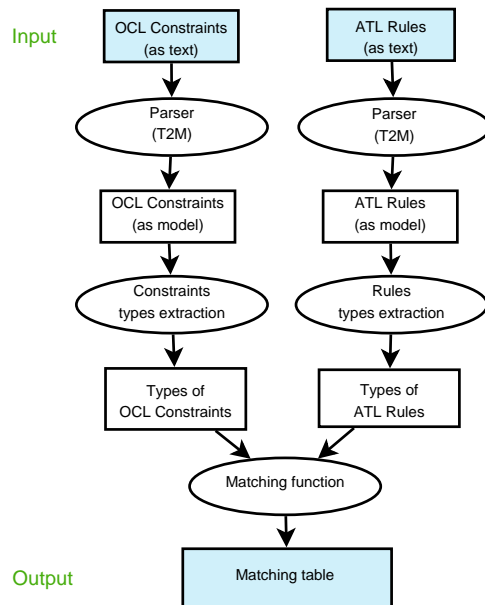 Input
OCL Constraints
(as text)
ATL Rules
(as text)
Parser
(T2M)
Parser
(T2M)
OCL Constraints
(as model)
ATL Rules
(as model)
Constraints
types extraction
Rules
types extraction
Types of
OCL Constraints
Types of
ATL Rules
Matching function
Output
Matching table